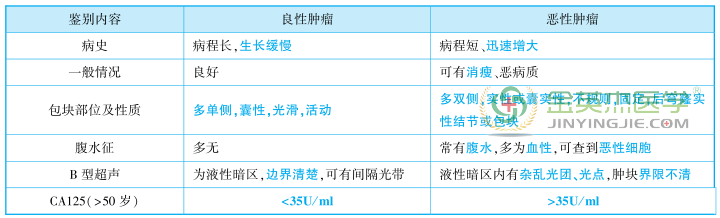 鉴别内容 良性肿瘤 恶性肿瘤
病史 病程长,生长缓慢 病程短、迅速增大
一般情况 良好 可有消瘦、恶病质
包块部位及性质 多单侧,囊性,光滑,活动 多双侧、实性或囊实性,不规则,固定,后穹窿实
性结节或包块
腹水征 多无 常有腹水,多为血性,可查到恶性细胞
B 型超声 为液性暗区,边界清楚,可有间隔光带 液性暗区内有杂乱光团、光点,肿块界限不清
CA125(>50 岁) <35U/ml >35U/ml
金英杰医学®
JINYINGJIE.COM